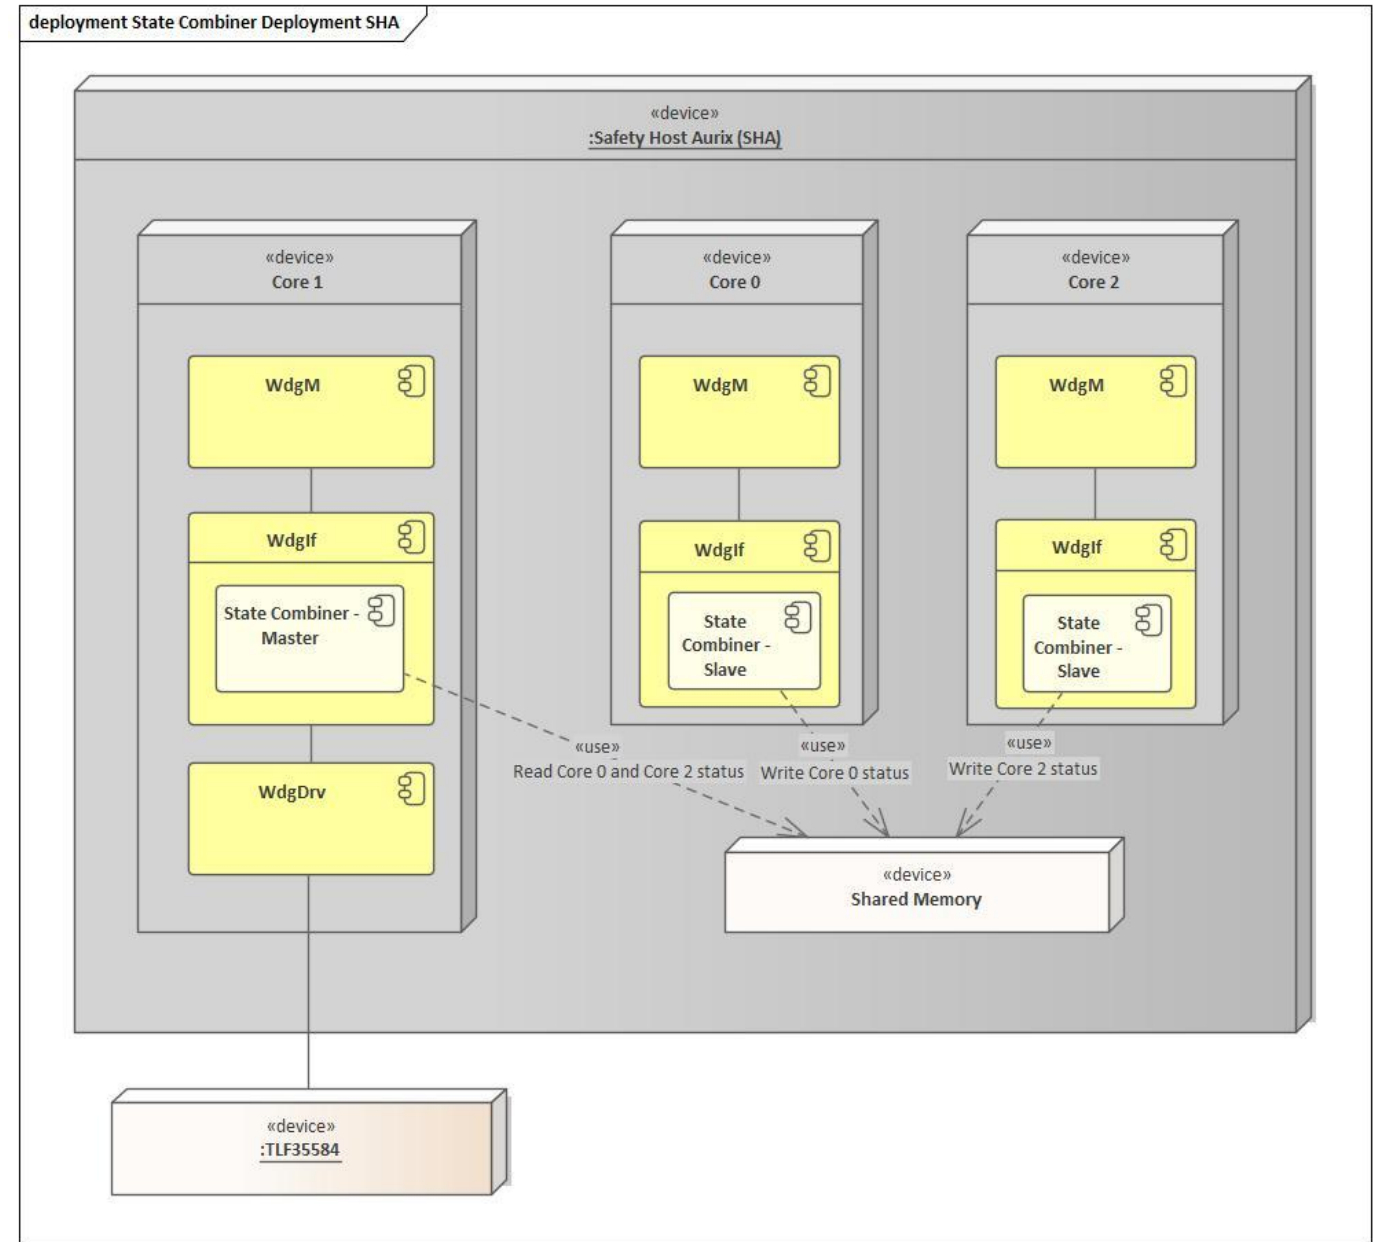 deployment State Combiner Deployment SHA
«device»
:Safety Host Aurix (SHA)
«device»
Core 1
WdgM
WdgIf
State Combiner -
Master
WdgDrv
«device»
Core 0
WdgM
WdgIf
State
Combiner -
Slave
«device»
Core 2
WdgM
WdgIf
State
Combiner -
Slave
«use»
Read Core 0 and Core 2 status
«use»
Write Core 0 status
«use»
Write Core 2 status
«device»
Shared Memory
«device»
:TLF35584